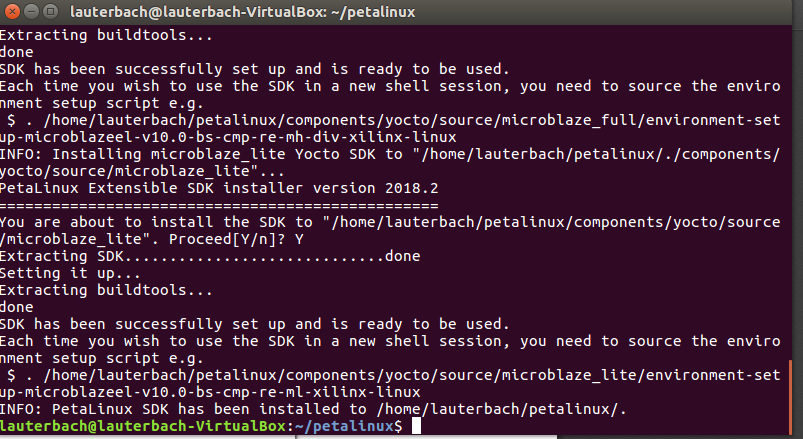 lauterbach@lauterbach-VirtualBox: ~/petalinux
Extracting buildtools...
done
SDK has been successfully set up and is ready to be used.
Each time you wish to use the SDK in a new shell session, you need to source the enviro
nment setup script e.g.
 $ . /home/lauterbach/petalinux/components/yocto/source/microblaze_full/environment-set
up-microblazeel-v10.0-bs-cmp-re-mh-div-xilinx-linux
INFO: Installing microblaze_lite Yocto SDK to "/home/lauterbach/petalinux/./components/
yocto/source/microblaze_lite"...
PetaLinux Extensible SDK installer version 2018.2
==================================================
You are about to install the SDK to "/home/lauterbach/petalinux/components/yocto/source
/microblaze_lite". Proceed[Y/n]? Y
Extracting SDK..............................done
Setting it up...
Extracting buildtools...
done
SDK has been successfully set up and is ready to be used.
Each time you wish to use the SDK in a new shell session, you need to source the enviro
nment setup script e.g.
 $ . /home/lauterbach/petalinux/components/yocto/source/microblaze_lite/environment-set
up-microblazeel-v10.0-bs-cmp-re-ml-xilinx-linux
INFO: PetaLinux SDK has been installed to /home/lauterbach/petalinux/.
lauterbach@lauterbach-VirtualBox:~/petalinux$